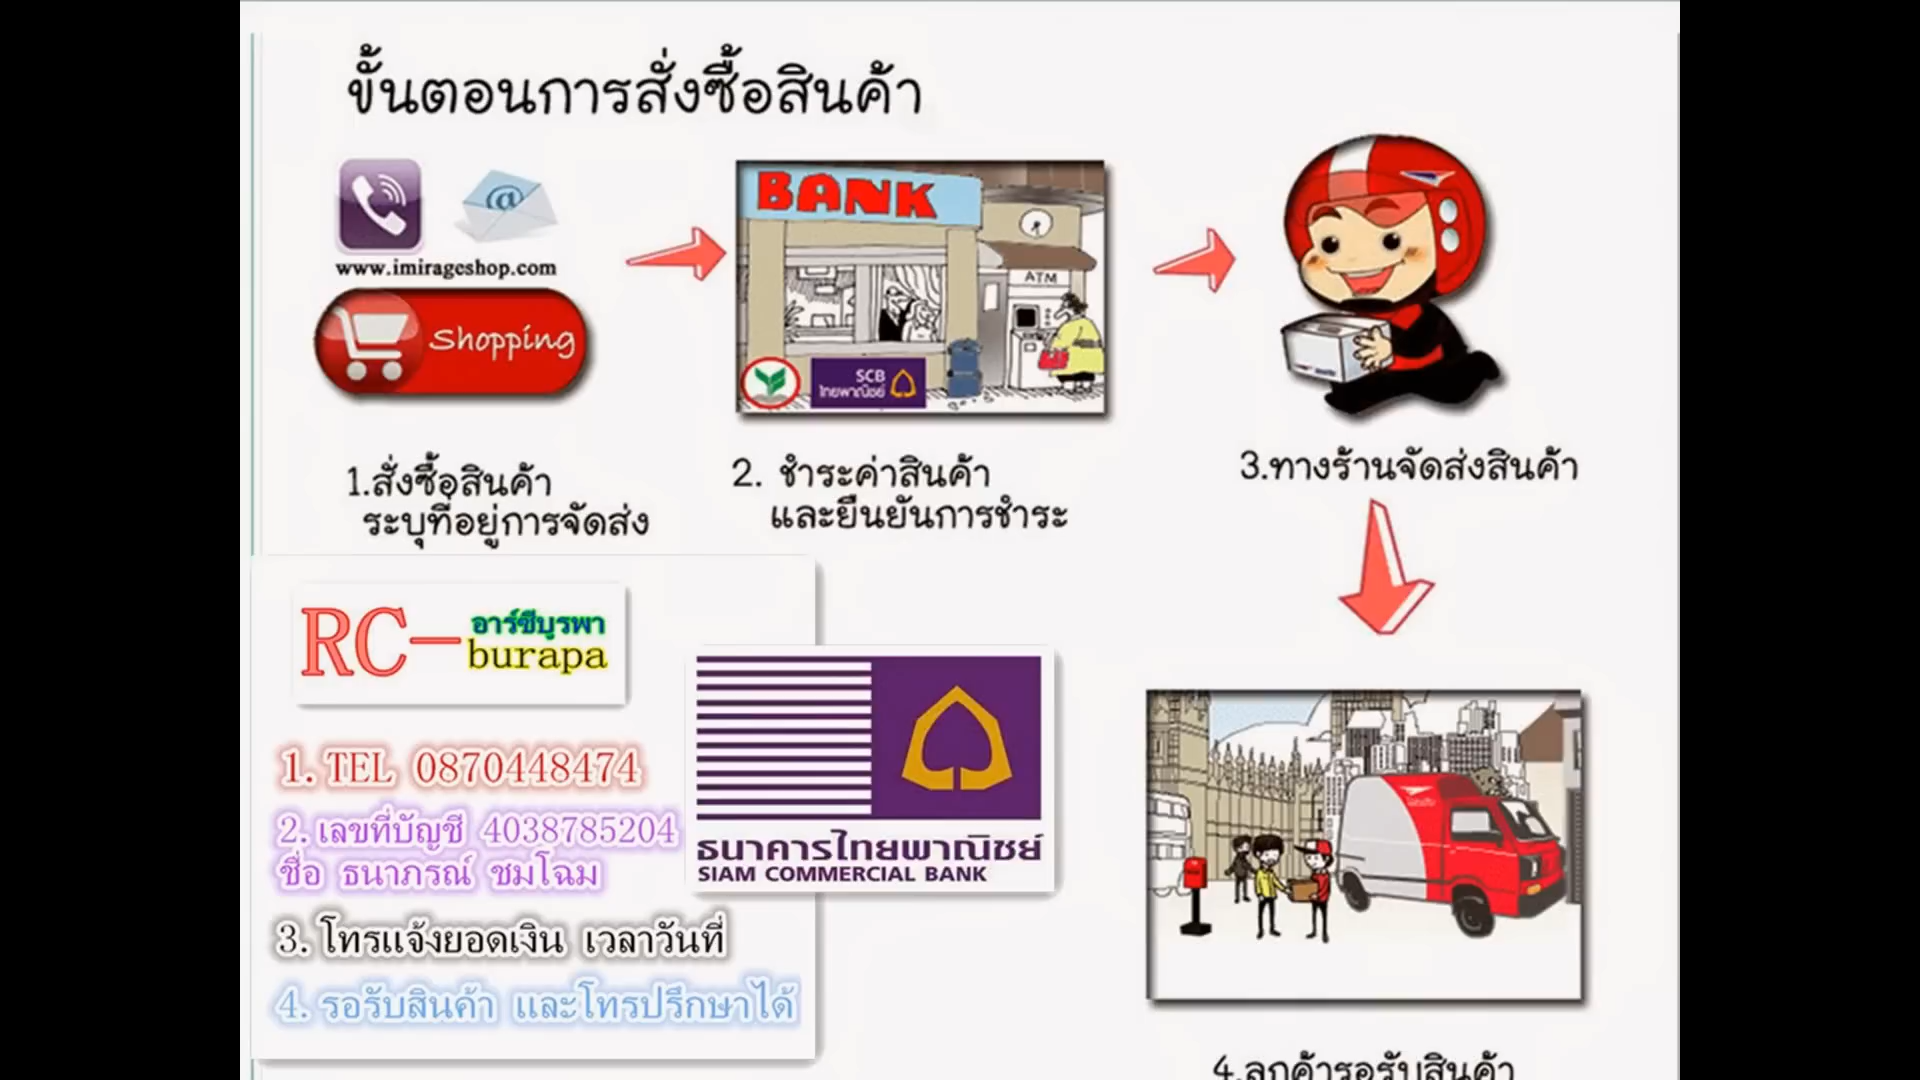 ขั้นตอนการสั่งซื้อสินค้า
www.imirageshop.com
Shopping
BANK
ATM
SCB
ไทยพาณิชย์
1.สั่งซื้อสินค้า
ระบุที่อยู่การจัดส่ง
2. ชำระค่าสินค้า
และยืนยันการชำระ
3.ทางร้านจัดส่งสินค้า
RC-อาร์ซีบูรพา
burapa
1. TEL 0870448474
2. เลขที่บัญชี 4038785204
ชื่อ ธนาภรณ์ ชมโฉม
3. โทรแจ้งยอดเงิน เวลาวันที่
4. รอรับสินค้า และโทรปรึกษาได้
ธนาคารไทยพาณิชย์
SIAM COMMERCIAL BANK
4.ลูกค้ารอรับสินค้า